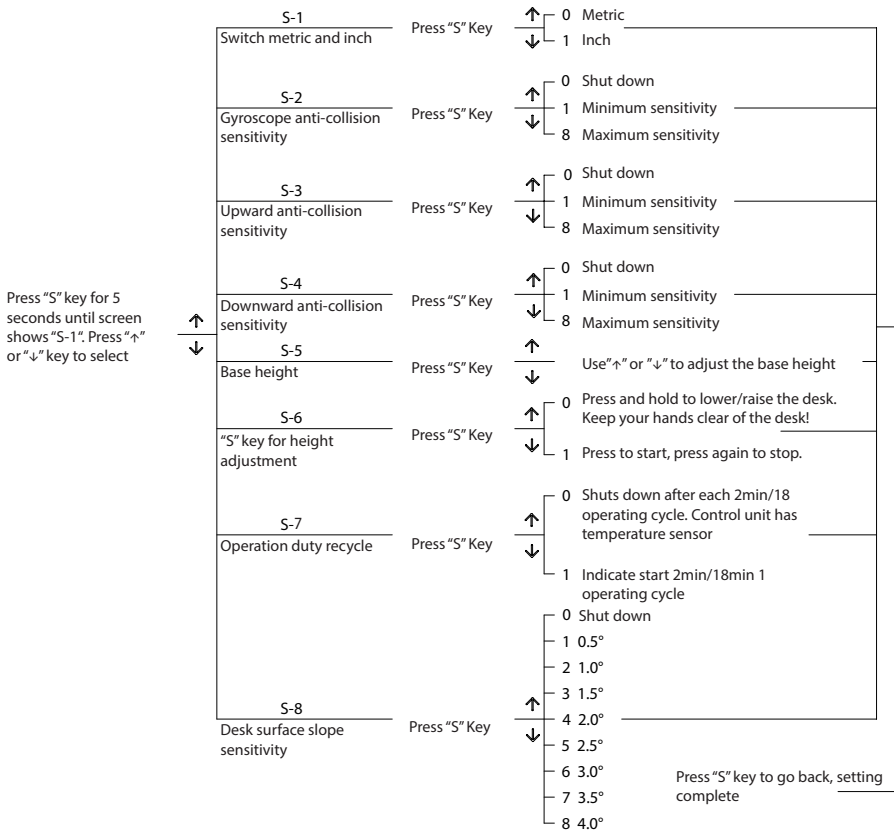 Press “S” key for 5
seconds until screen
shows “S-1“. Press “↑”
or “↓” key to select
↑
↓
S-1
Switch metric and inch
Press “S” Key
↑
↓
0 Metric
1 Inch
S-2
Gyroscope anti-collision
sensitivity
Press “S” Key
↑
↓
0 Shut down
1 Minimum sensitivity
8 Maximum sensitivity
S-3
Upward anti-collision
sensitivity
Press “S” Key
↑
↓
0 Shut down
1 Minimum sensitivity
8 Maximum sensitivity
S-4
Downward anti-collision
sensitivity
Press “S” Key
↑
↓
0 Shut down
1 Minimum sensitivity
8 Maximum sensitivity
S-5
Base height
Press “S” Key
↑
↓
Use”↑” or ”↓” to adjust the base height
S-6
“S” key for height
adjustment
Press “S” Key
↑
↓
0 Press and hold to lower/raise the desk.
Keep your hands clear of the desk!
1 Press to start, press again to stop.
S-7
Operation duty recycle
Press “S” Key
↑
↓
0 Shuts down after each 2min/18
operating cycle. Control unit has
temperature sensor
1 Indicate start 2min/18min 1
operating cycle
S-8
Desk surface slope
sensitivity
Press “S” Key
↑
↓
0 Shut down
1 0.5°
2 1.0°
3 1.5°
4 2.0°
5 2.5°
6 3.0°
7 3.5°
8 4.0°
Press “S” key to go back, setting
complete